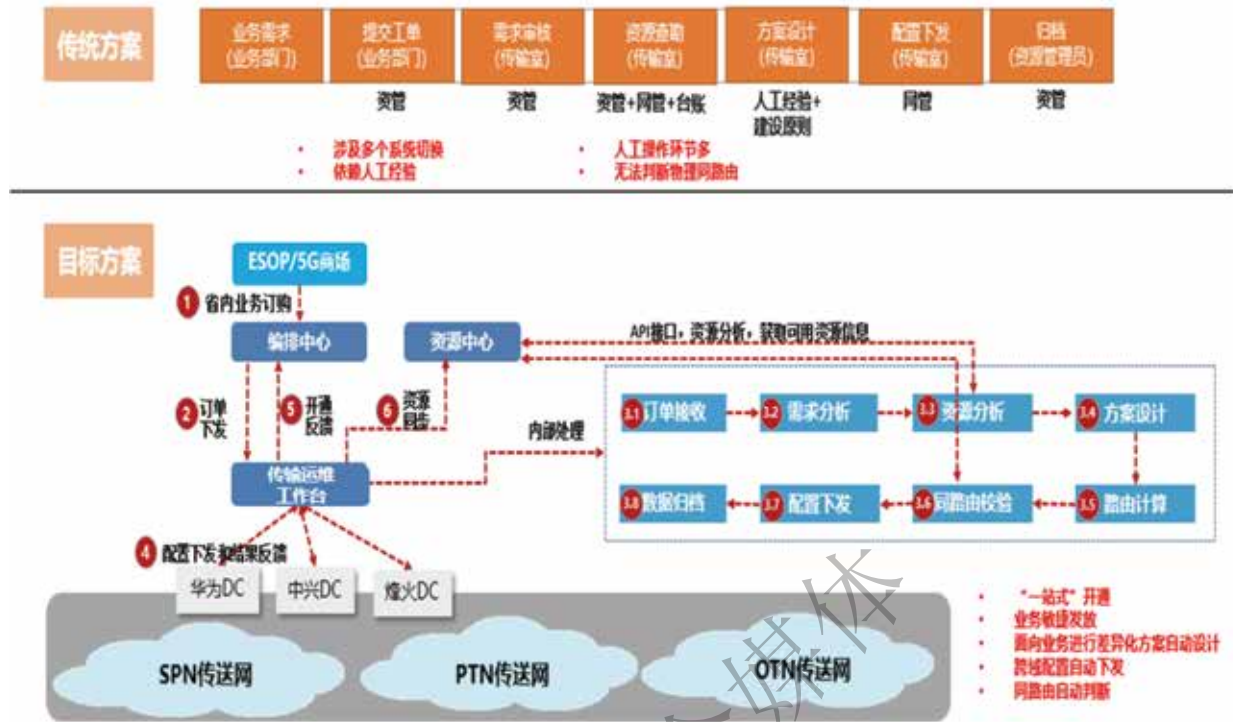 传统方案
业务需求
(业务部门)
提交工单
(业务部门)
需求审核
(传输室)
资源查勘
(传输室)
方案设计
(传输室)
配置下发
(传输室)
归档
(资源管理员)
资管
资管
资管+网管+台账
人工经验+
建设原则
网管
资管
• 涉及多个系统切换
• 依赖人工经验
• 人工操作环节多
• 无法判断物理同路由
目标方案
ESOP/5G商场
1 省内业务订购
编排中心
资源中心
API接口，资源分析，获取可用资源信息
2 订单
下发
5 开通
反馈
6 资源
同步
内部处理
3.1 订单接收
3.2 需求分析
3.3 资源分析
3.4 方案设计
传输运维
工作台
3.8 数据归档
3.7 配置下发
3.6 同路由校验
3.5 路由计算
4 配置下发和结果反馈
华为DC
中兴DC
烽火DC
SPN传送网
PTN传送网
OTN传送网
• “一站式”开通
• 业务敏捷发放
• 面向业务进行差异化方案自动设计
• 跨域配置自动下发
• 同路由自动判断
媒体